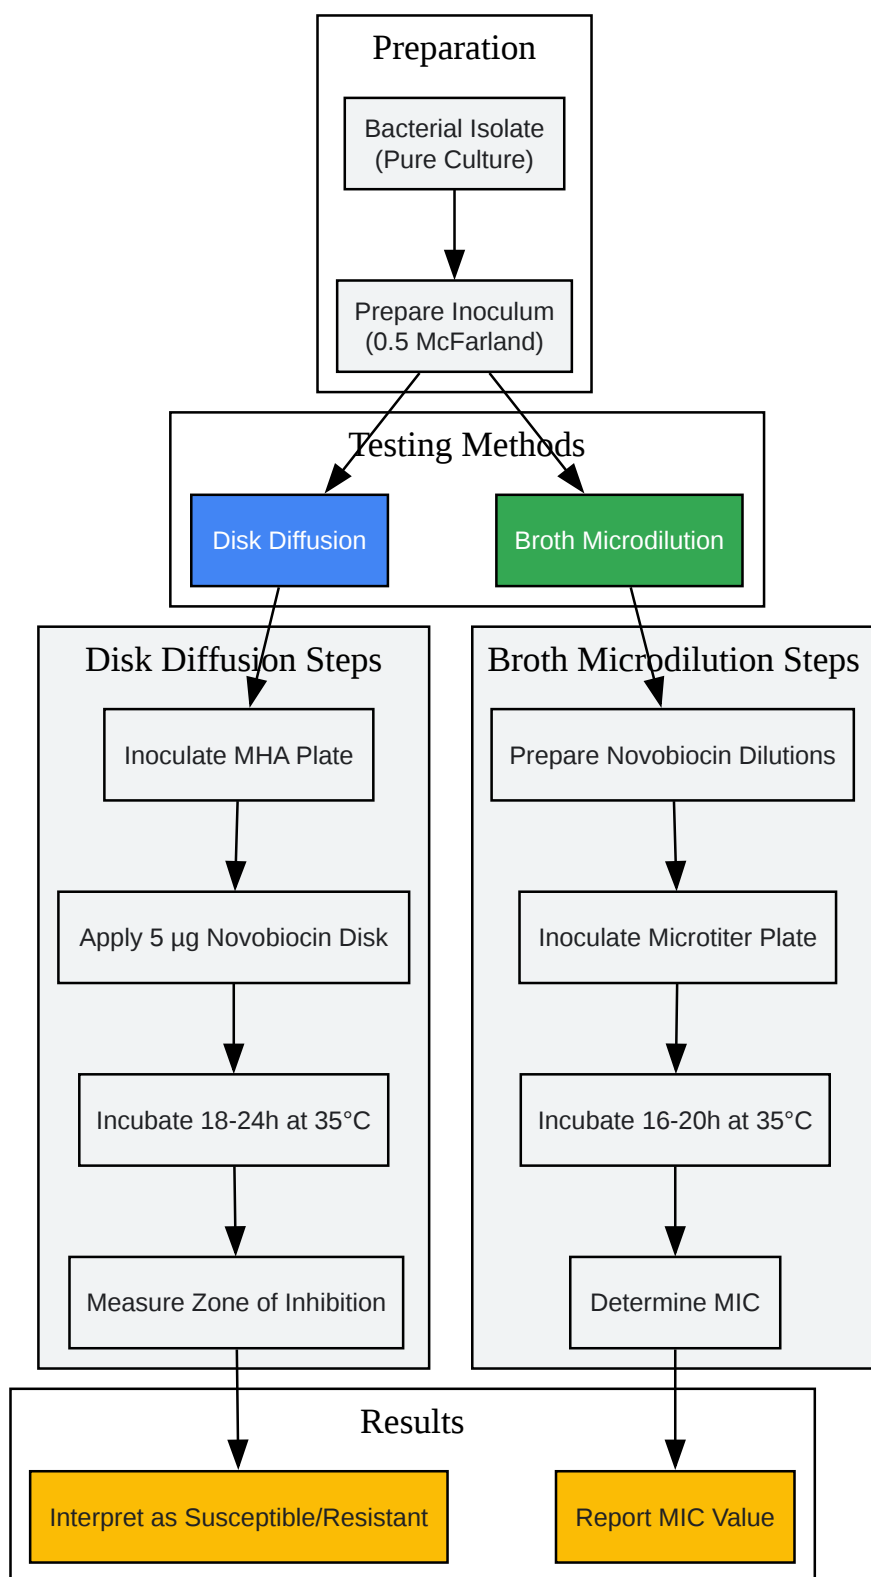 Preparation
Bacterial Isolate
(Pure Culture)
Prepare Inoculum
(0.5 McFarland)
Testing Methods
Disk Diffusion
Broth Microdilution
Disk Diffusion Steps
Inoculate MHA Plate
Apply 5 µg Novobiocin Disk
Incubate 18-24h at 35°C
Measure Zone of Inhibition
Broth Microdilution Steps
Prepare Novobiocin Dilutions
Inoculate Microtiter Plate
Incubate 16-20h at 35°C
Determine MIC
Results
Interpret as Susceptible/Resistant
Report MIC Value